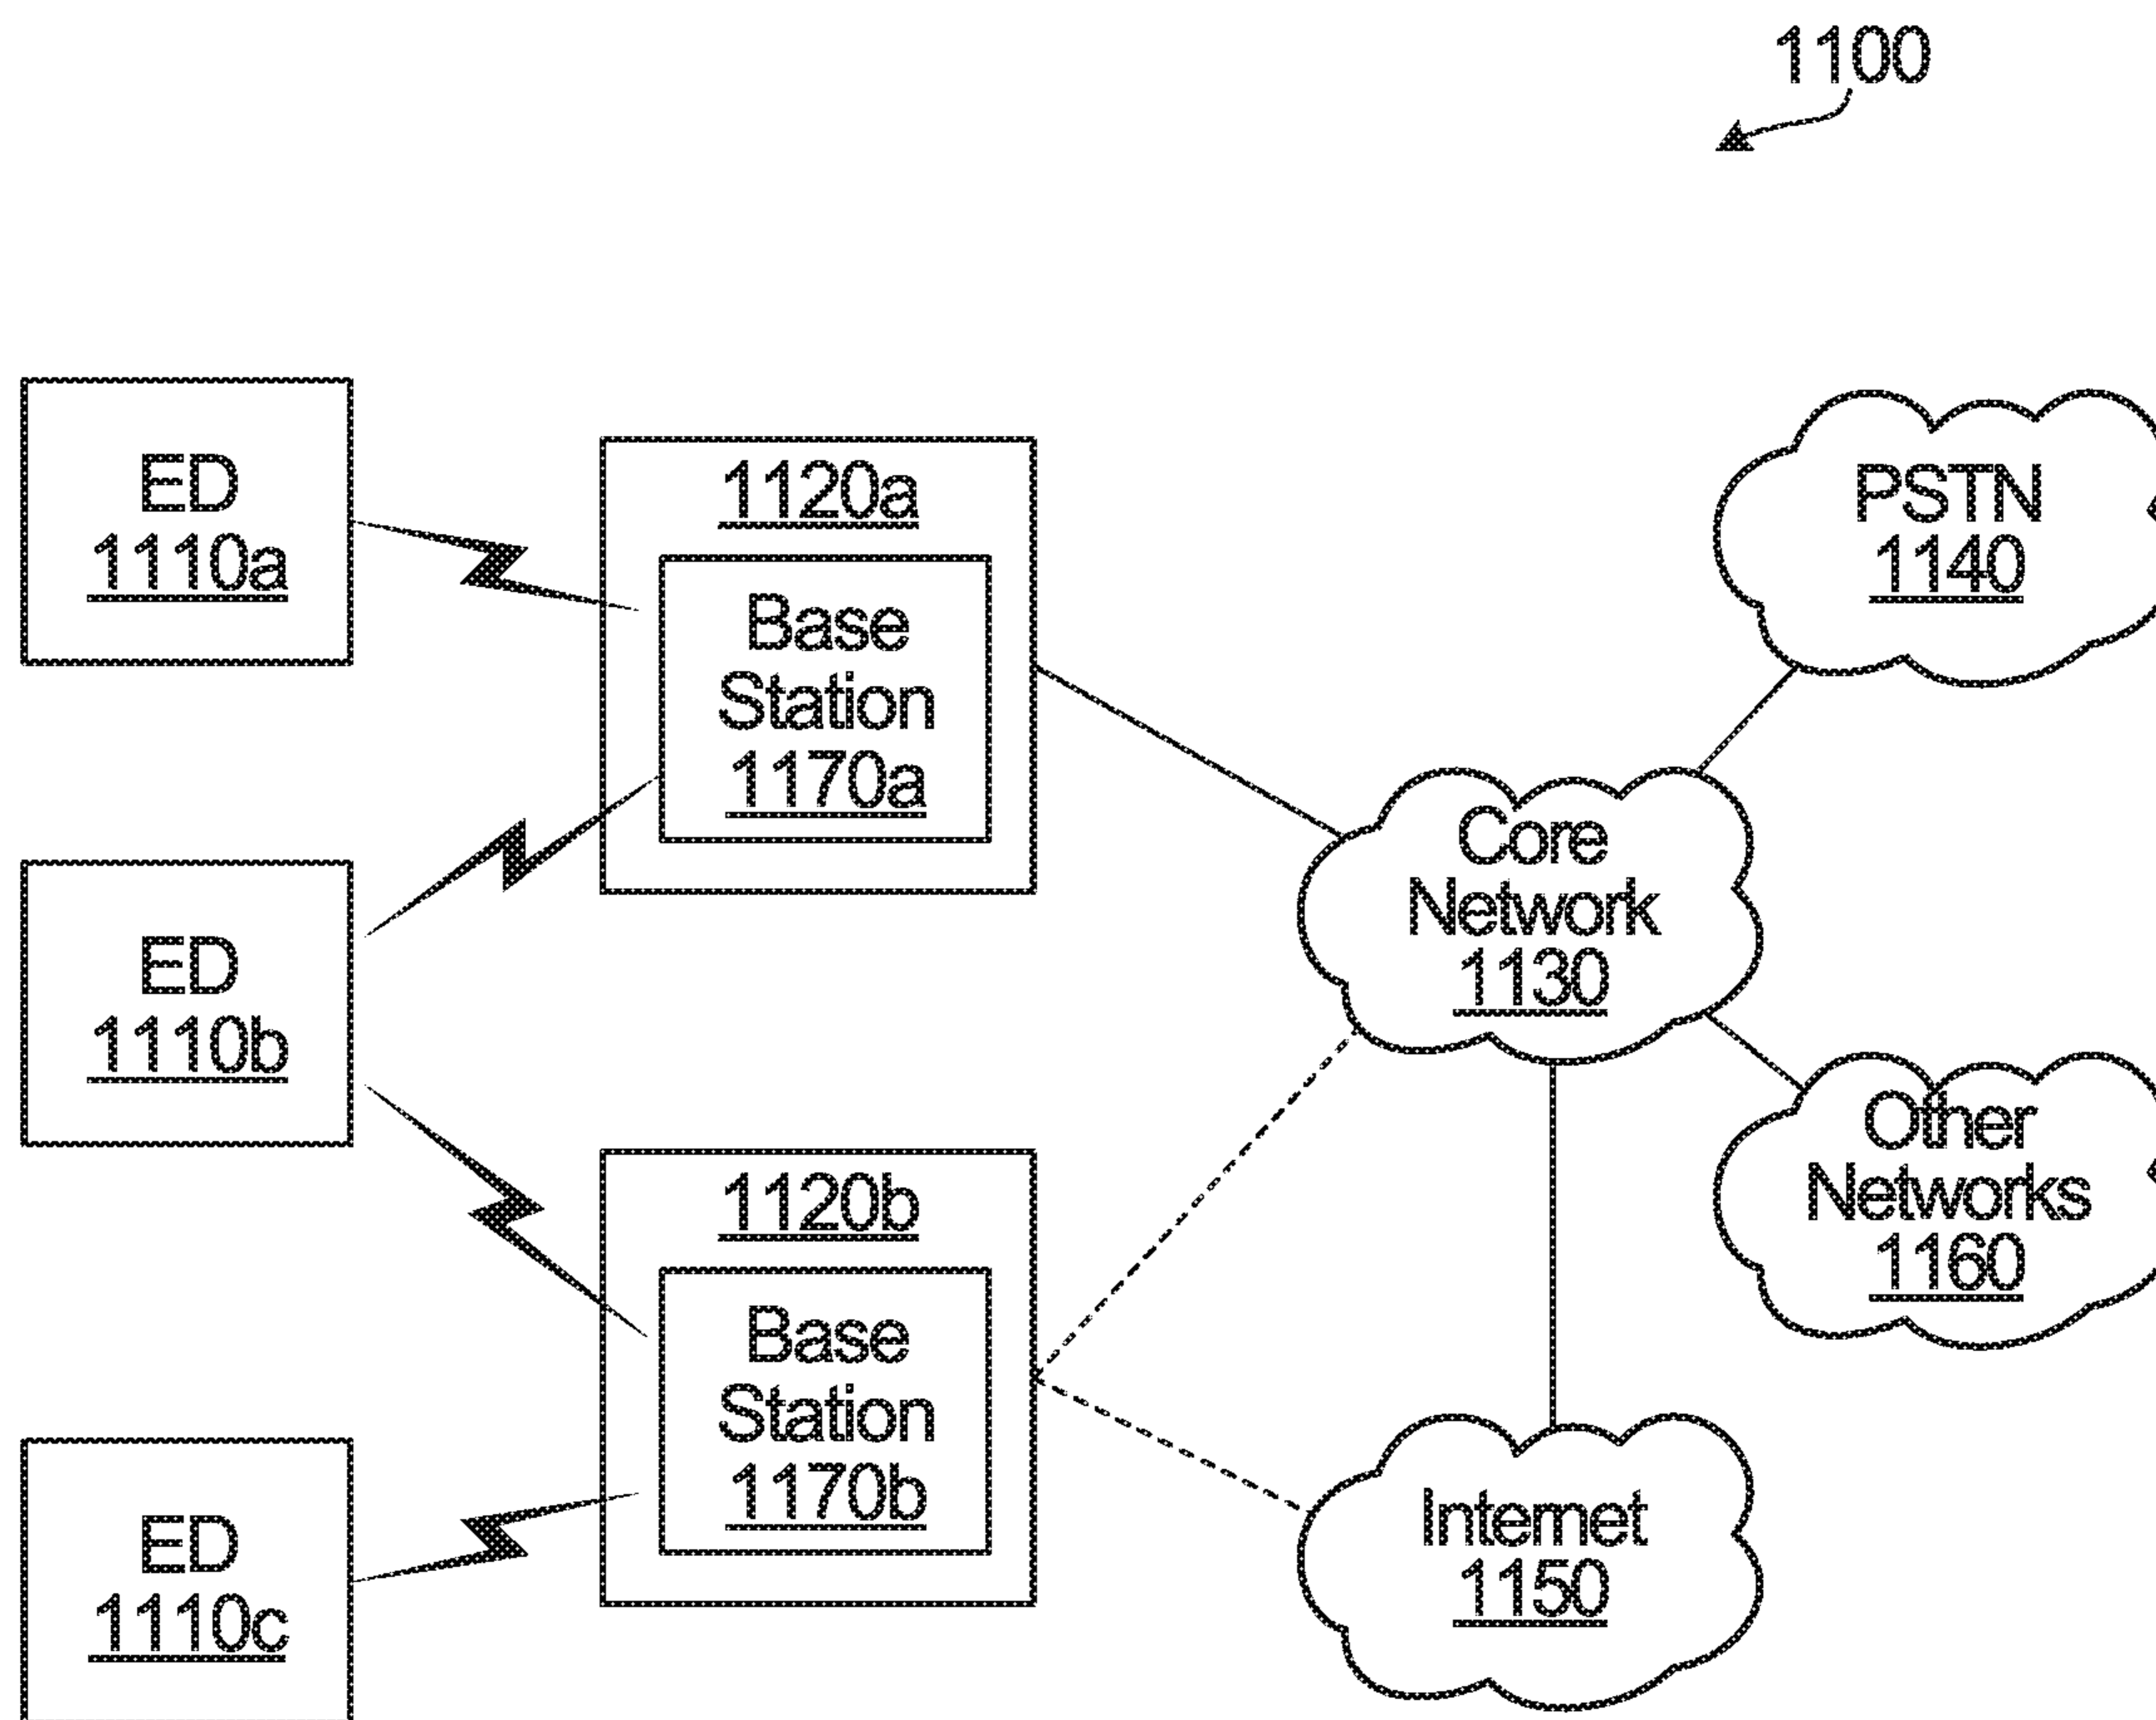 1100
ED
1110a
1120a
Base
Station
1170a
PSTN
1140
Core
Network
1130
ED
1110b
Other
Networks
1160
1120b
Base
Station
1170b
Internet
1150
ED
1110c